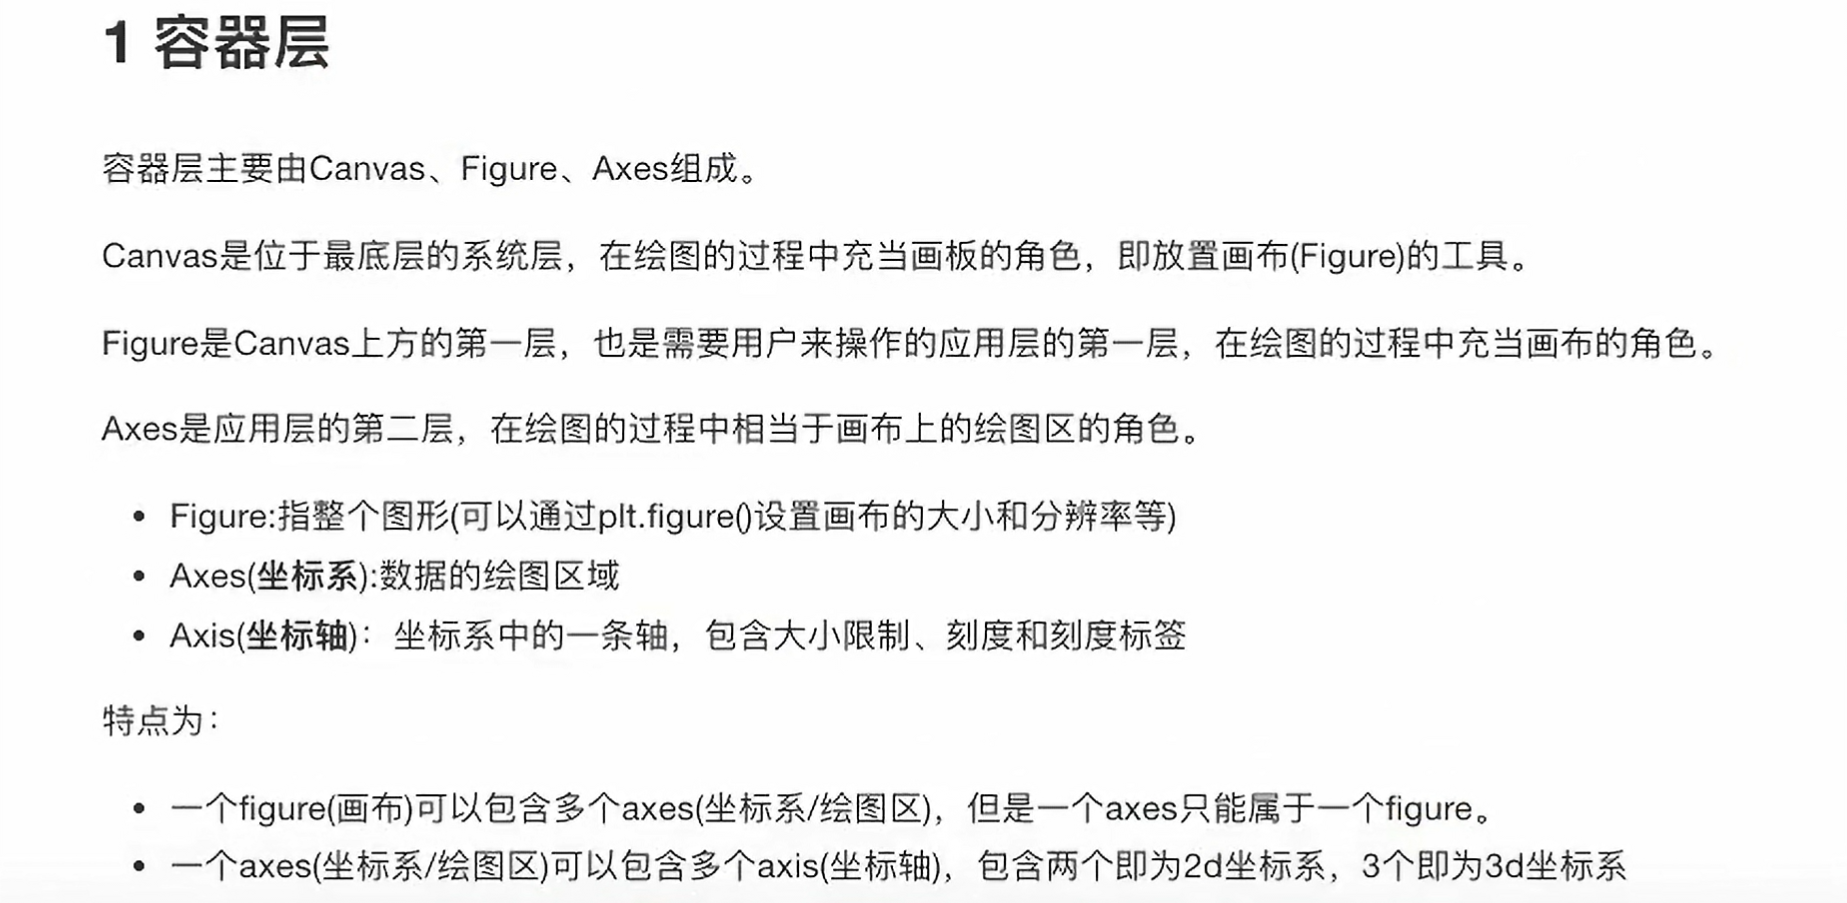 1 容器层
容器层主要由Canvas、Figure、Axes组成。
Canvas是位于最底层的系统层，在绘图的过程中充当画板的角色，即放置画布(Figure)的工具。
Figure是Canvas上方的第一层，也是需要用户来操作的应用层的第一层，在绘图的过程中充当画布的角色。
Axes是应用层的第二层，在绘图的过程中相当于画布上的绘图区的角色。
• Figure:指整个图形(可以通过plt.figure()设置画布的大小和分辨率等)
• Axes(坐标系):数据的绘图区域
• Axis(坐标轴)：坐标系中的一条轴，包含大小限制、刻度和刻度标签
特点为：
• 一个figure(画布)可以包含多个axes(坐标系/绘图区)，但是一个axes只能属于一个figure。
• 一个axes(坐标系/绘图区)可以包含多个axis(坐标轴)，包含两个即为2d坐标系，3个即为3d坐标系